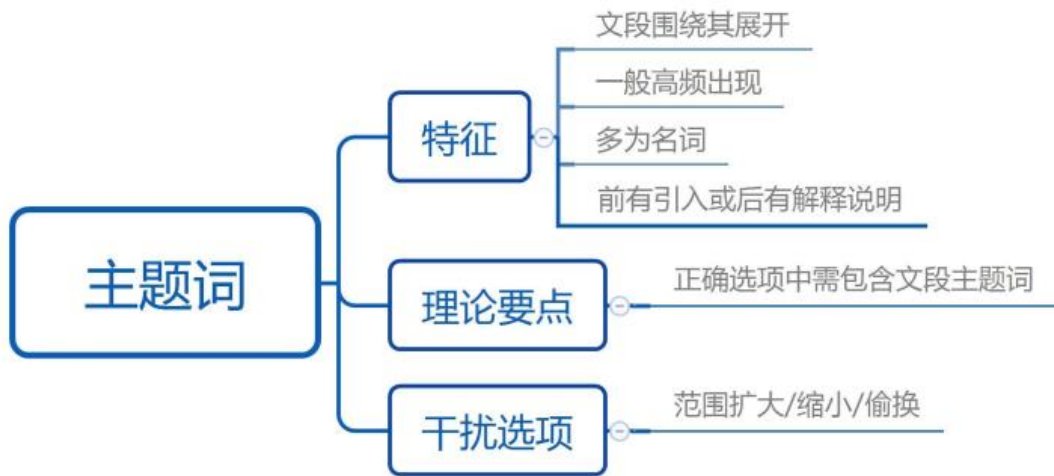 主题词
特征
文段围绕其展开
一般高频出现
多为名词
前有引入或后有解释说明
理论要点
正确选项中需包含文段主题词
干扰选项
范围扩大/缩小/偷换